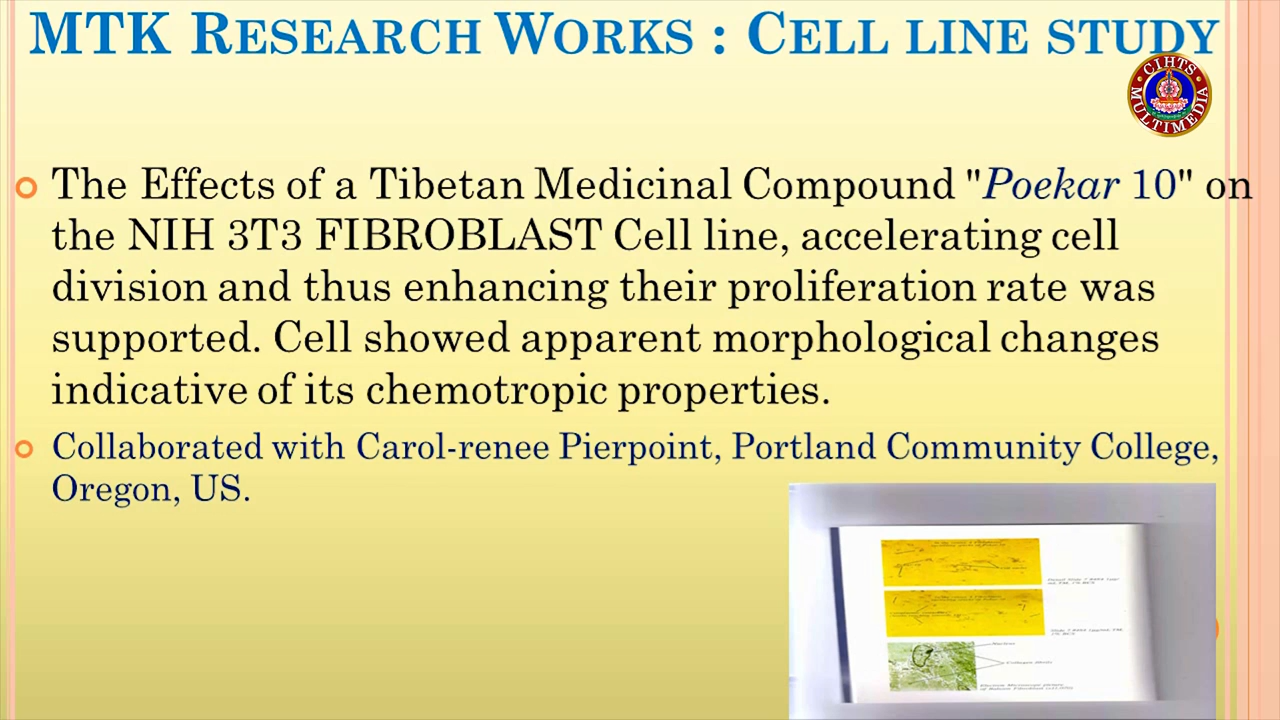 MTK RESEARCH WORKS : CELL LINE STUDY
CIHTS
MULTIMEDIA
The Effects of a Tibetan Medicinal Compound "Poekar 10" on
the NIH 3T3 FIBROBLAST Cell line, accelerating cell
division and thus enhancing their proliferation rate was
supported. Cell showed apparent morphological changes
indicative of its chemotropic properties.
Collaborated with Carol-renee Pierpoint, Portland Community College,
Oregon, US.